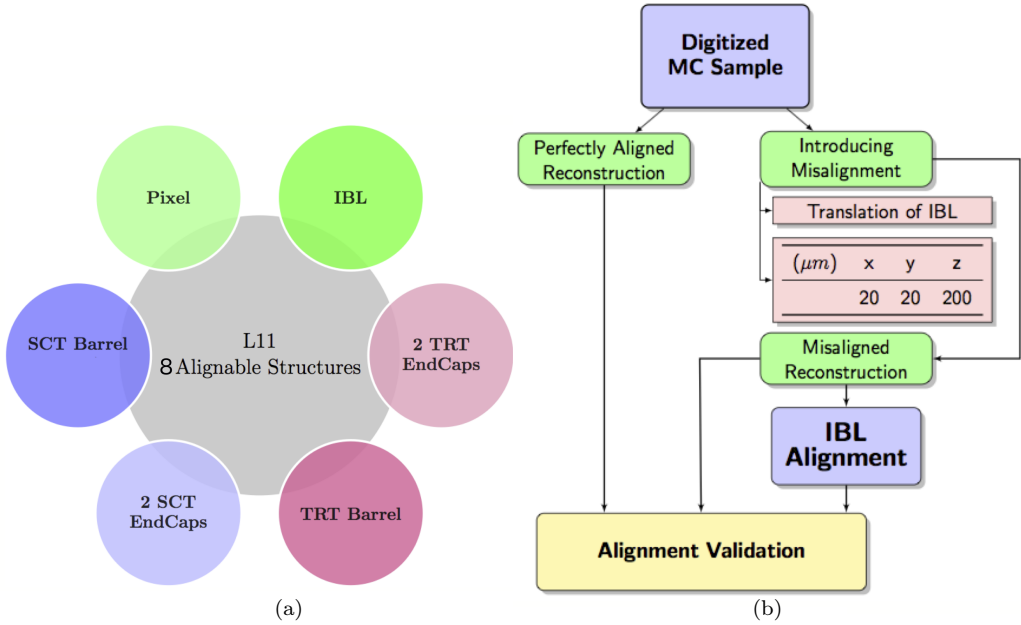 Pixel
IBL
SCT Barrel
L11
8 Alignable Structures
2 TRT
EndCaps
2 SCT
EndCaps
TRT Barrel
(a)
Digitized
MC Sample
Perfectly Aligned
Reconstruction
Introducing
Misalignment
Translation of IBL
(μm) x y z
20 20 200
Misaligned
Reconstruction
IBL
Alignment
Alignment Validation
(b)